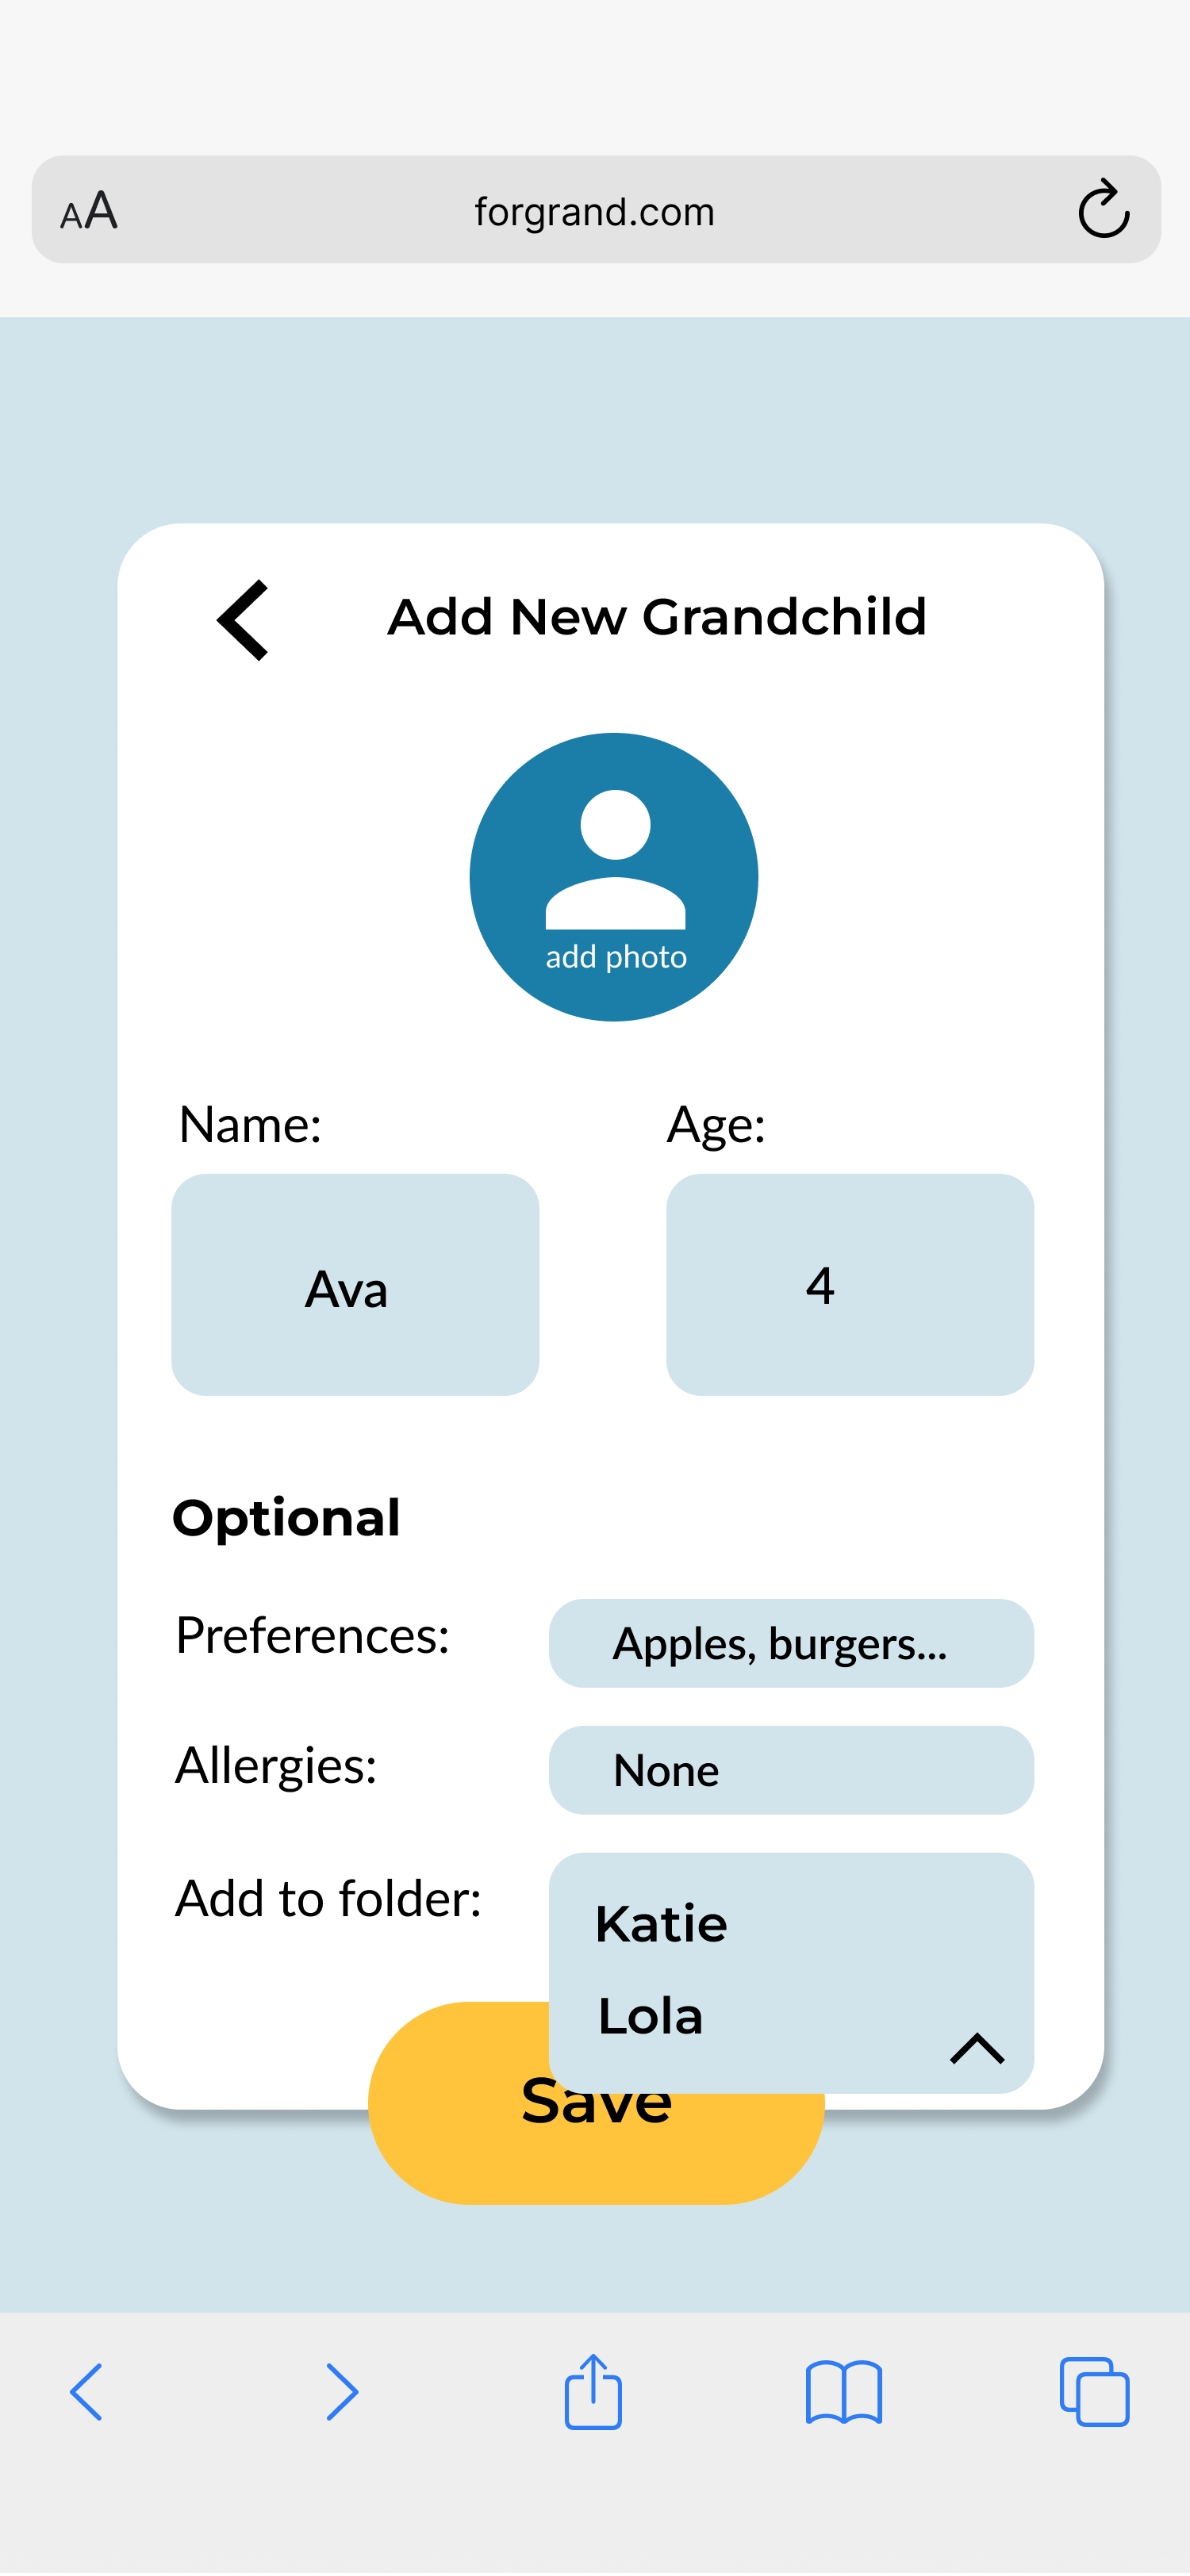 AA
forgrand.com
Add New Grandchild
add photo
Name:
Age:
Ava
4
Optional
Preferences:
Apples, burgers...
Allergies:
None
Add to folder:
Katie
Lola
Save